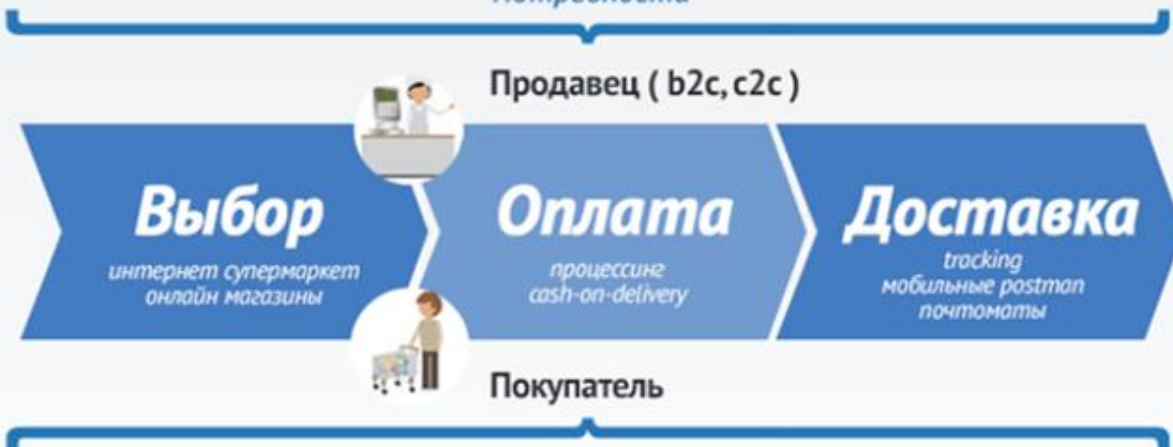 Продавец ( b2c, c2c )
Выбор
интернет супермаркет
онлайн магазины
Оплата
процессинг
cash-on-delivery
Доставка
tracking
мобильные postman
почтоматы
Покупатель